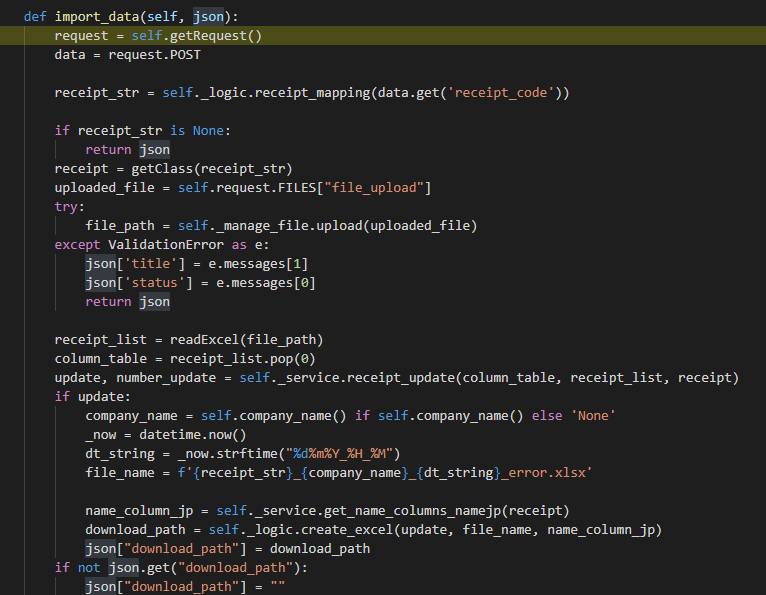 def import_data(self, json):
    request = self.getRequest()
    data = request.POST

    receipt_str = self._logic.receipt_mapping(data.get('receipt_code'))

    if receipt_str is None:
        return json
    receipt = getClass(receipt_str)
    uploaded_file = self.request.FILES["file_upload"]
    try:
        file_path = self._manage_file.upload(uploaded_file)
    except ValidationError as e:
        json['title'] = e.messages[1]
        json['status'] = e.messages[0]
        return json

    receipt_list = readExcel(file_path)
    column_table = receipt_list.pop(0)
    update, number_update = self._service.receipt_update(column_table, receipt_list, receipt)
    if update:
        company_name = self.company_name() if self.company_name() else 'None'
        _now = datetime.now()
        dt_string = _now.strftime("%d%m%Y_%H_%M")
        file_name = f'{receipt_str}_{company_name}_{dt_string}_error.xlsx'

        name_column_jp = self._service.get_name_columns_namejp(receipt)
        download_path = self._logic.create_excel(update, file_name, name_column_jp)
        json["download_path"] = download_path
    if not json.get("download_path"):
        json["download_path"] = ""